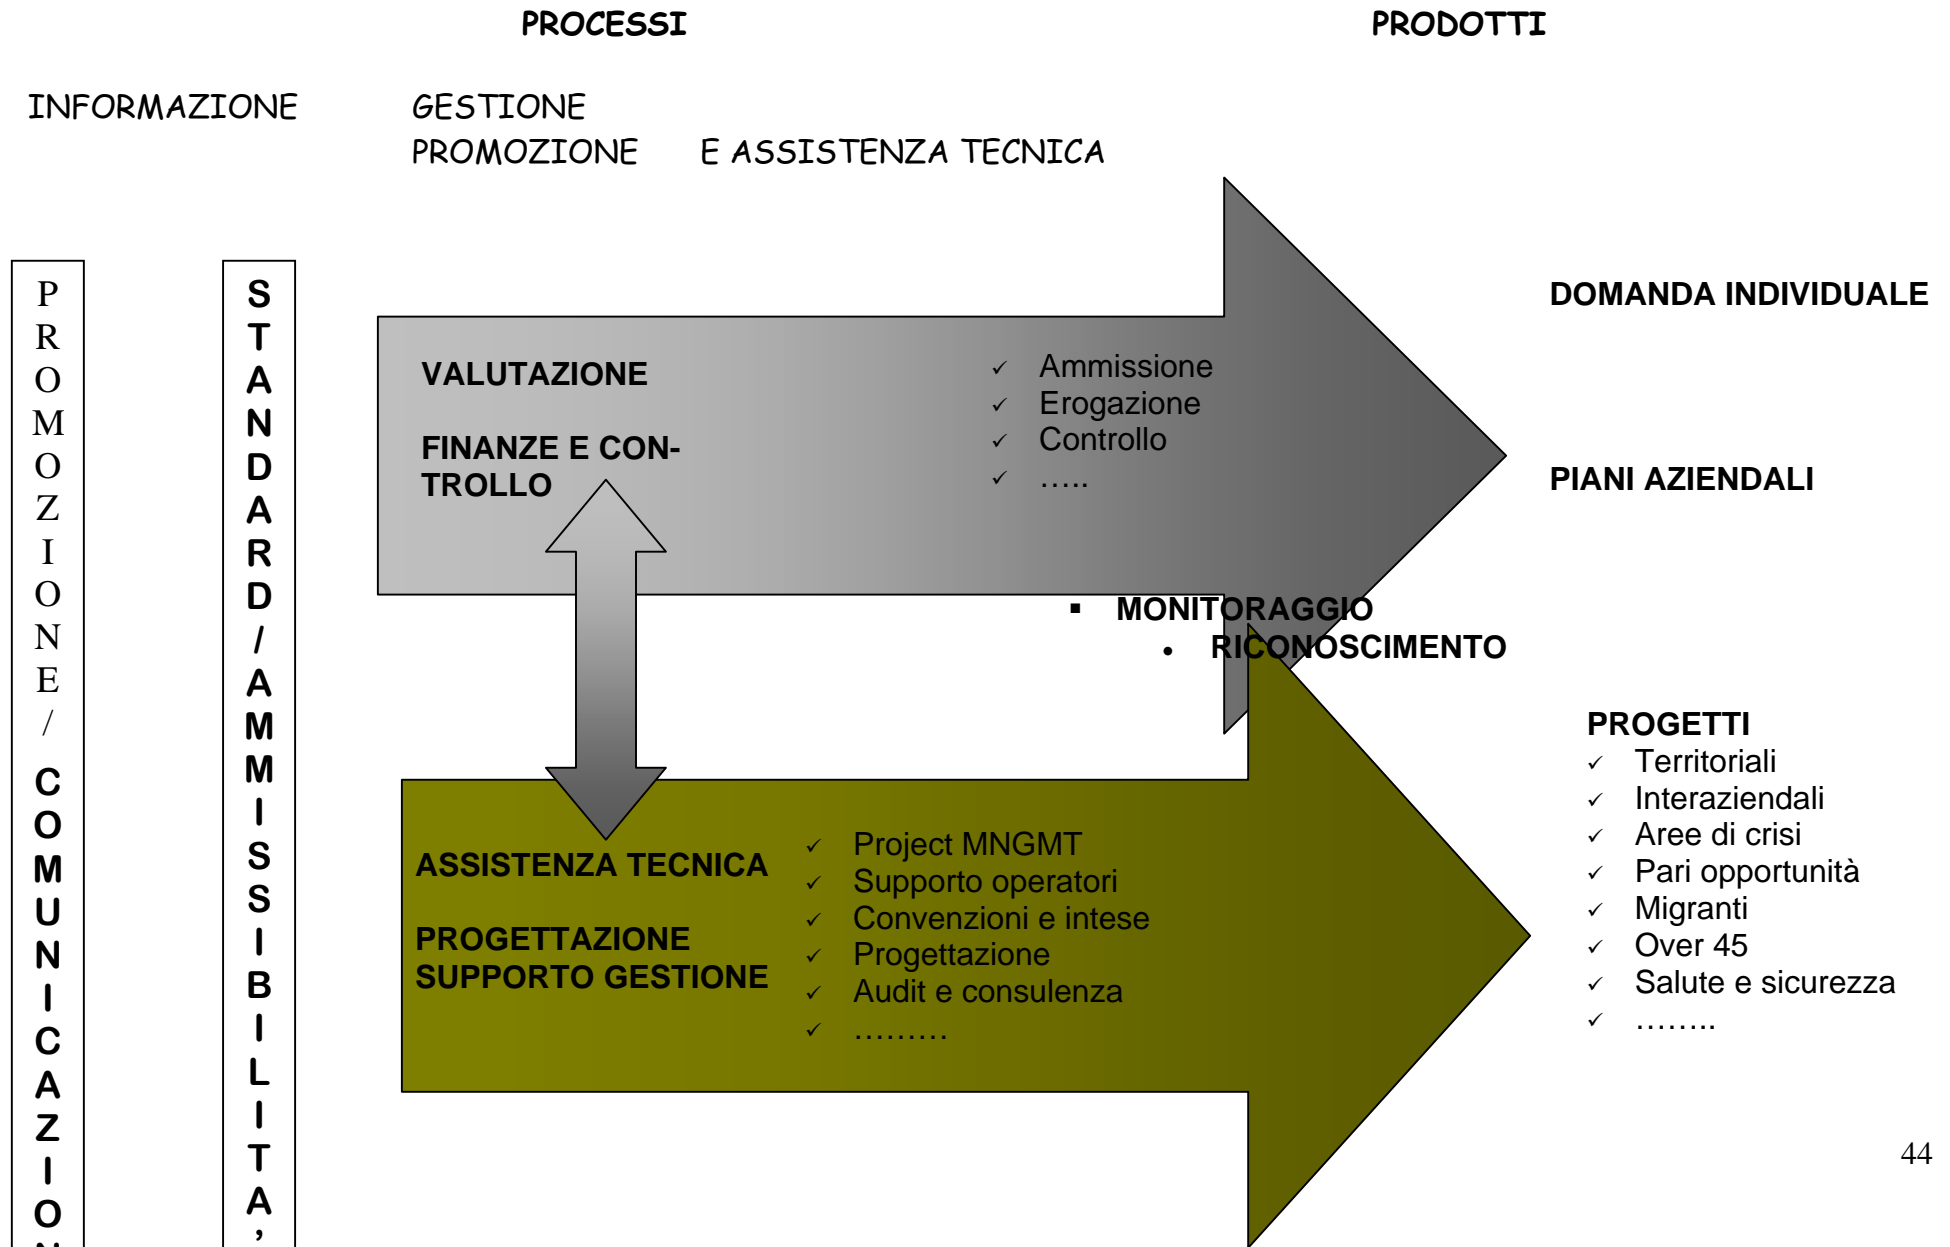 PROCESSI
PRODOTTI
INFORMAZIONE
GESTIONE
PROMOZIONE E ASSISTENZA TECNICA
PROMOZIONE/COMUNICAZION
STANDARD/AMMISSIBILITA’
VALUTAZIONE
FINANZE E CON-
TROLLO
✓ Ammissione
✓ Erogazione
✓ Controllo
✓ …..
DOMANDA INDIVIDUALE
PIANI AZIENDALI
▪ MONITORAGGIO
• RICONOSCIMENTO
ASSISTENZA TECNICA
PROGETTAZIONE
SUPPORTO GESTIONE
✓ Project MNGMT
✓ Supporto operatori
✓ Convenzioni e intese
✓ Progettazione
✓ Audit e consulenza
✓ ………
PROGETTI
✓ Territoriali
✓ Interaziendali
✓ Aree di crisi
✓ Pari opportunità
✓ Migranti
✓ Over 45
✓ Salute e sicurezza
✓ ……..
44